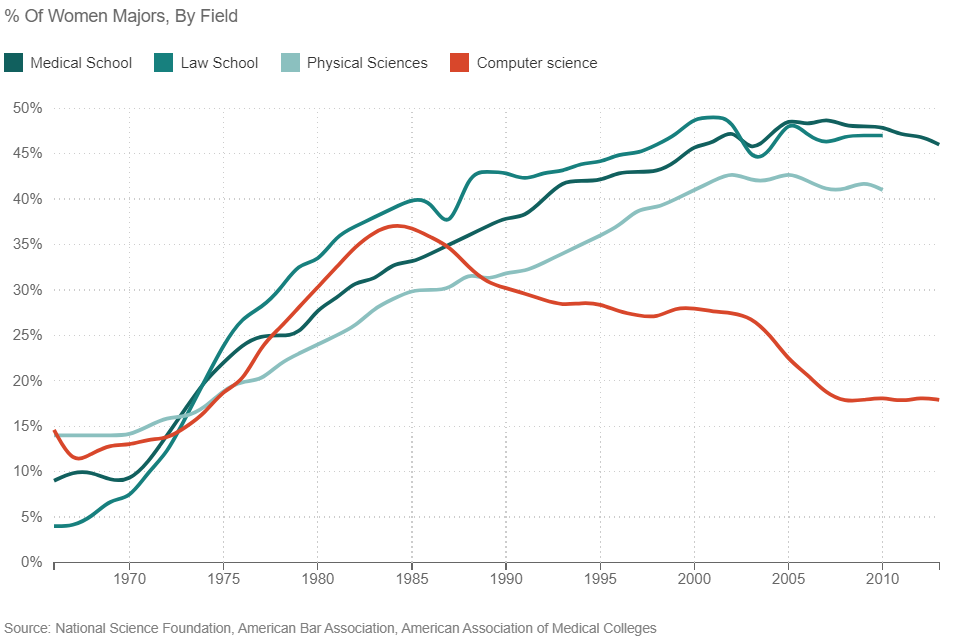 % Of Women Majors, By Field
Medical School Law School Physical Sciences Computer science
50%
45%
40%
35%
30%
25%
20%
15%
10%
5%
0%
1970 1975 1980 1985 1990 1995 2000 2005 2010
Source: National Science Foundation, American Bar Association, American Association of Medical Colleges